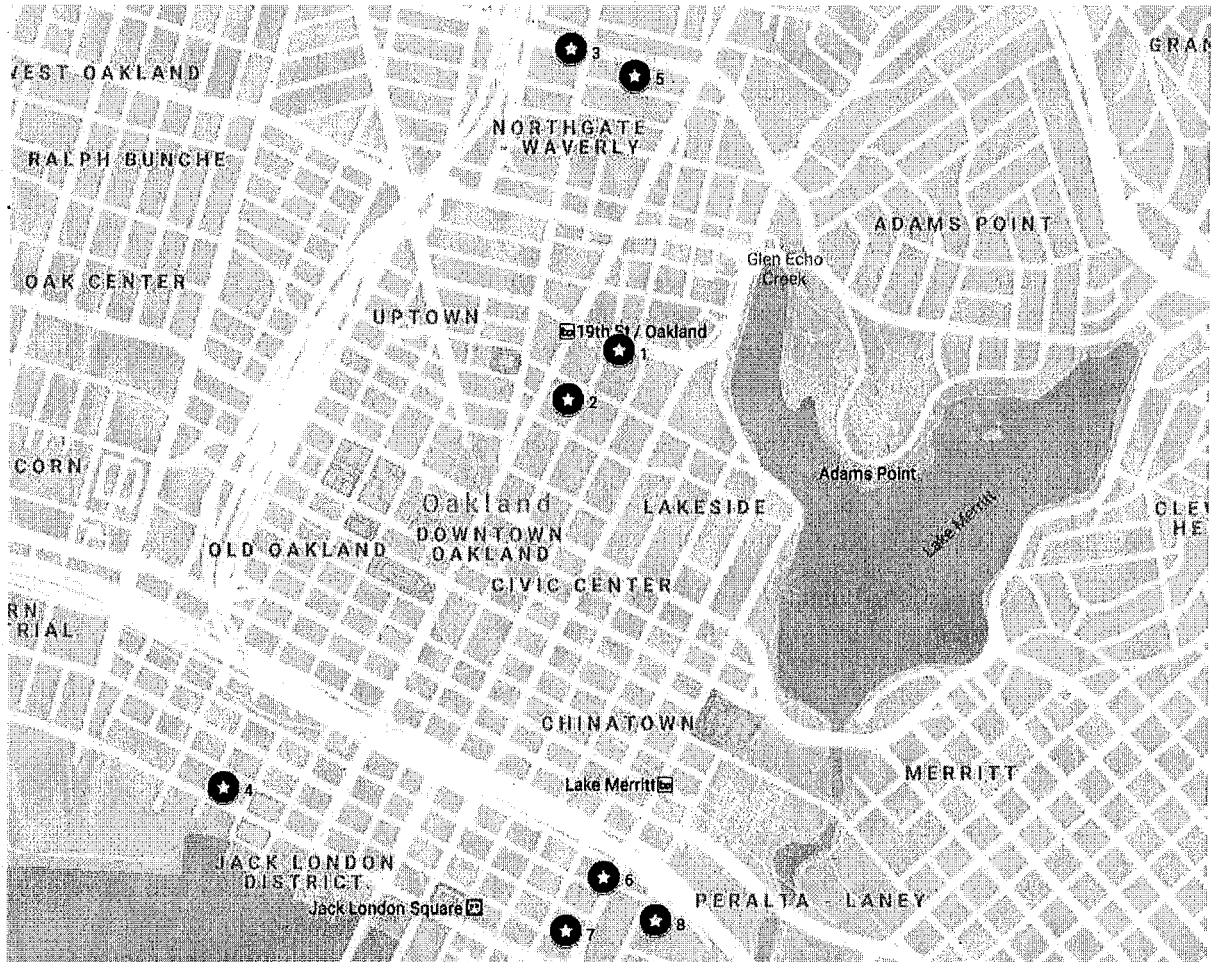 3
GRAN
WEST OAKLAND
5
NORTHGATE
- WAVERLY
RALPH BUNCHE
ADAMS POINT
Glen Echo
Creek
OAK CENTER
UPTOWN
19th St / Oakland
1
2
CORN
Adams Point
Oakland
LAKESIDE
Lake Merritt
CLEV
HE
DOWNTOWN
OAKLAND
OLD OAKLAND
CIVIC CENTER
RN
TRIAL
CHINATOWN
Lake Merritt
MERRITT
4
JACK LONDON
DISTRICT
6
Jack London Square
PERALTA - LANEY
7
8